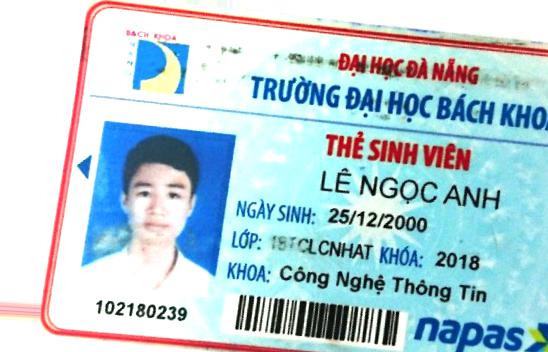 BÁCH KHOA
ĐẠI HỌC ĐÀ NẴNG
TRƯỜNG ĐẠI HỌC BÁCH KHOA
THẺ SINH VIÊN
LÊ NGỌC ANH
NGÀY SINH: 25/12/2000
LỚP: KHÓA: 2018
KHOA: Công Nghệ Thông Tin
102180239
napas